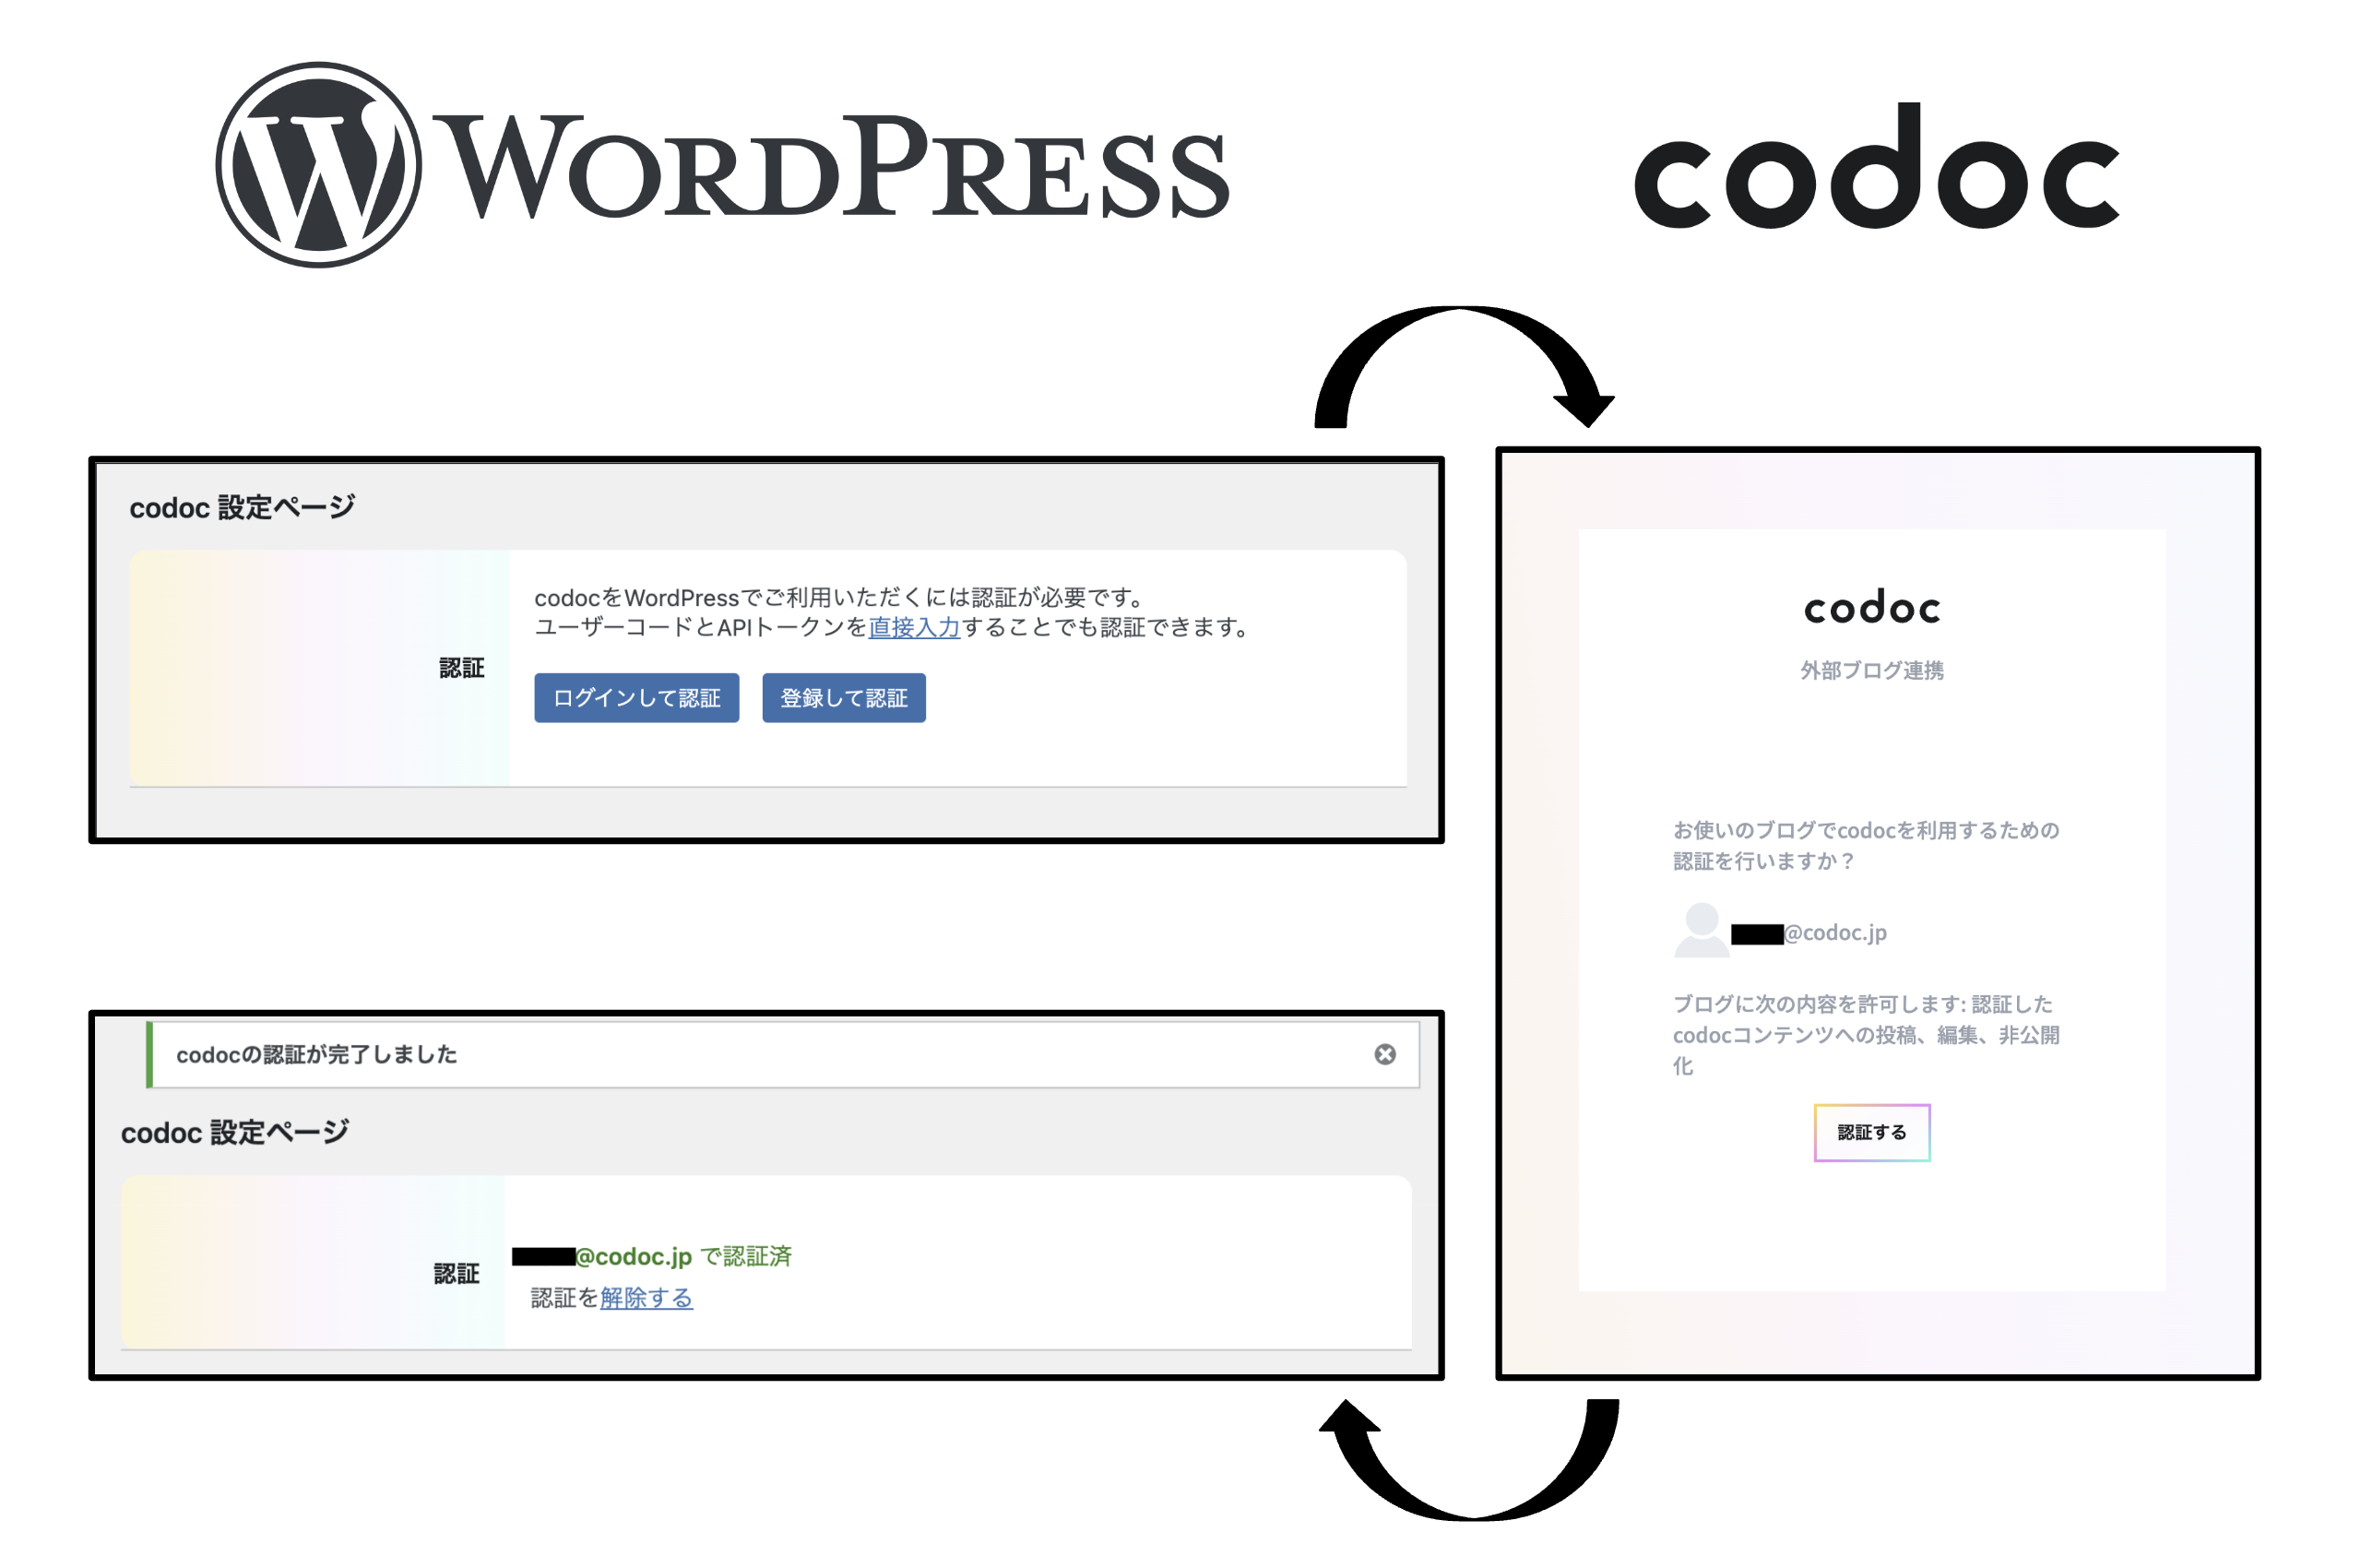 WORDPRESS
codoc
codoc 設定ページ
認証
codocをWordPressでご利用いただくには認証が必要です。
ユーザーコードとAPIトークンを直接入力することでも認証できます。
ログインして認証 登録して認証
codoc
外部ブログ連携
お使いのブログでcodocを利用するための
認証を行いますか？
@codoc.jp
ブログに次の内容を許可します: 認証した
codocコンテンツへの投稿、編集、非公開
化
認証する
codocの認証が完了しました
codoc 設定ページ
認証
@codoc.jp で認証済
認証を解除する